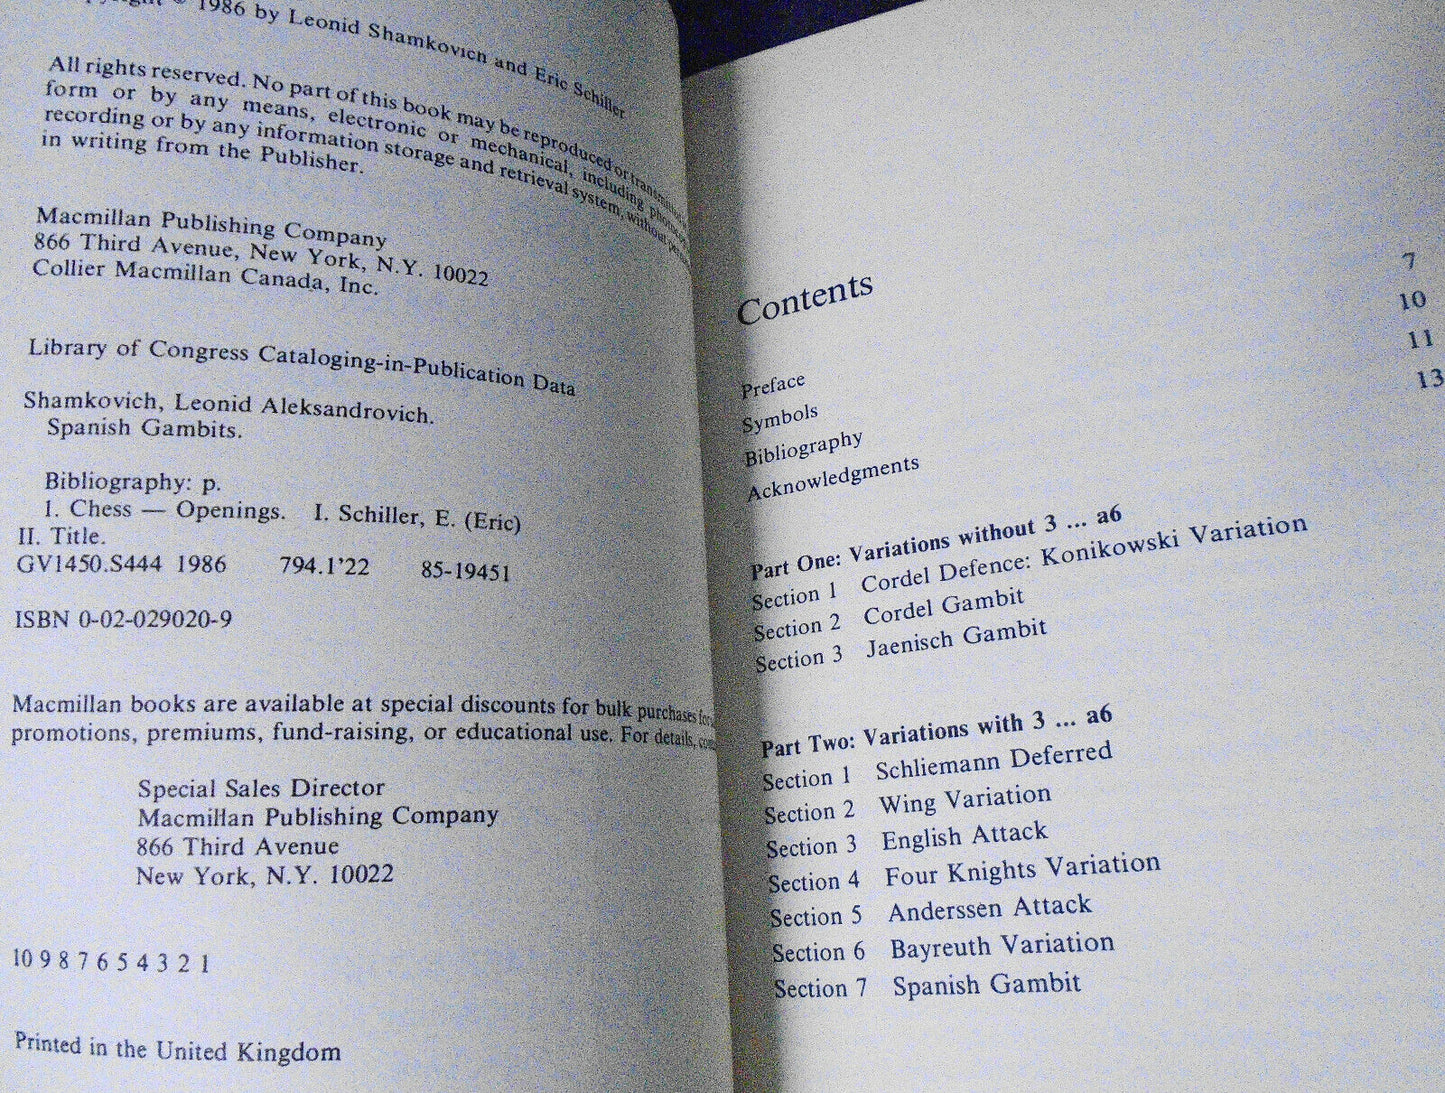 1986 by Leonid Shamkovich and Eric Schiller
All rights reserved. No part of this book may be reproduced or
form or by any means, electronic or mechanical, including
recording or by any information storage and retrieval system, without
in writing from the Publisher.
Macmillan Publishing Company
866 Third Avenue, New York, N.Y. 10022
Collier Macmillan Canada, Inc.
Library of Congress Cataloging-in-Publication Data
Shamkovich, Leonid Aleksandrovich.
Spanish Gambits.
Bibliography: p.
I. Chess — Openings. I. Schiller, E. (Eric)
II. Title.
GV1450.S444 1986 794.1'22 85-19451
ISBN 0-02-029020-9
Macmillan books are available at special discounts for bulk purchases for
promotions, premiums, fund-raising, or educational use. For details,
Special Sales Director
Macmillan Publishing Company
866 Third Avenue
New York, N.Y. 10022
10 9 8 7 6 5 4 3 2 1
Printed in the United Kingdom
Contents
Preface 7
Symbols 10
Bibliography 11
Acknowledgments 13
Part One: Variations without 3 ... a6
Section 1 Cordel Defence: Konikowski Variation
Section 2 Cordel Gambit
Section 3 Jaenisch Gambit
Part Two: Variations with 3 ... a6
Section 1 Schliemann Deferred
Section 2 Wing Variation
Section 3 English Attack
Section 4 Four Knights Variation
Section 5 Anderssen Attack
Section 6 Bayreuth Variation
Section 7 Spanish Gambit